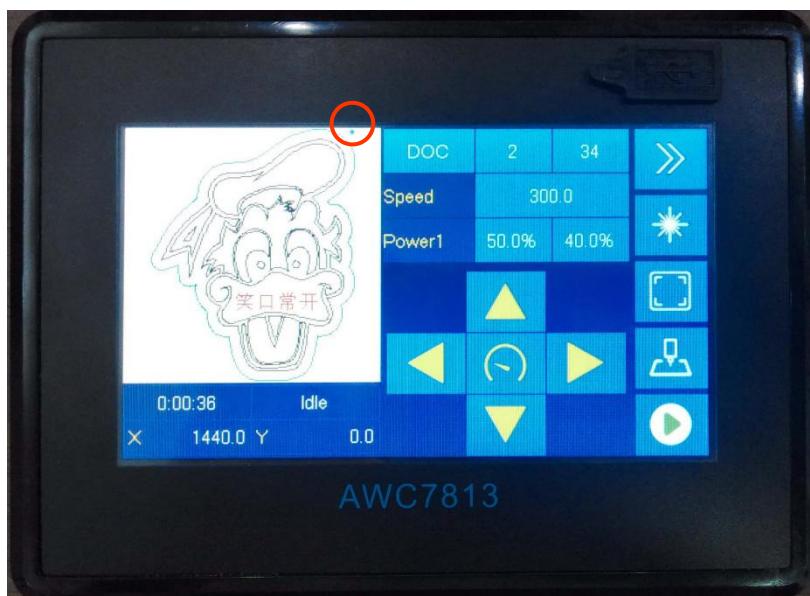 DOC 2 34
Speed 300.0
Power1 50.0% 40.0%
笑口常开
0:00:36 Idle
X 1440.0 Y 0.0
AWC7813